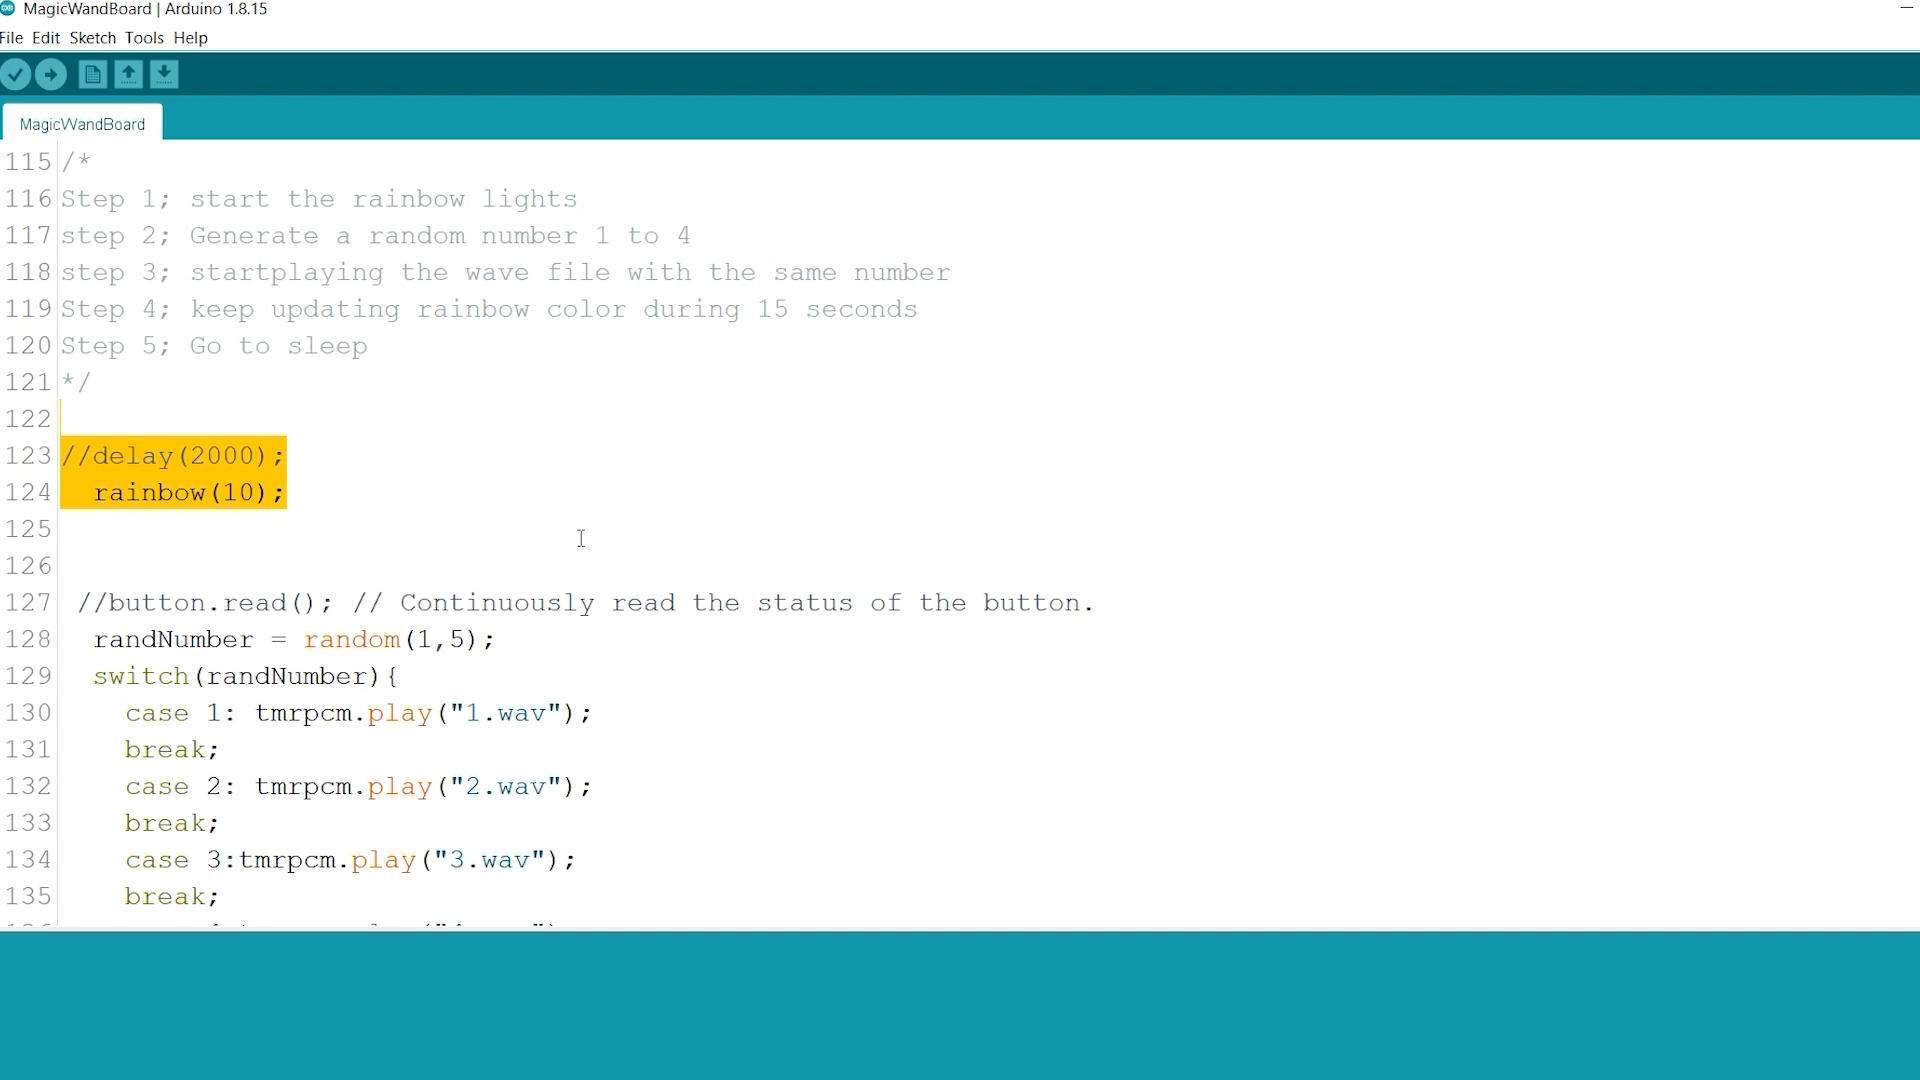 MagicWandBoard | Arduino 1.8.15
File Edit Sketch Tools Help
MagicWandBoard
115 /*
116 Step 1; start the rainbow lights
117 step 2; Generate a random number 1 to 4
118 step 3; startplaying the wave file with the same number
119 Step 4; keep updating rainbow color during 15 seconds
120 Step 5; Go to sleep
121 */
122
123 //delay(2000);
124 rainbow(10);
125
126
127 //button.read(); // Continuously read the status of the button.
128 randNumber = random(1,5);
129 switch(randNumber){
130 case 1: tmrpcm.play("1.wav");
131 break;
132 case 2: tmrpcm.play("2.wav");
133 break;
134 case 3:tmrpcm.play("3.wav");
135 break;